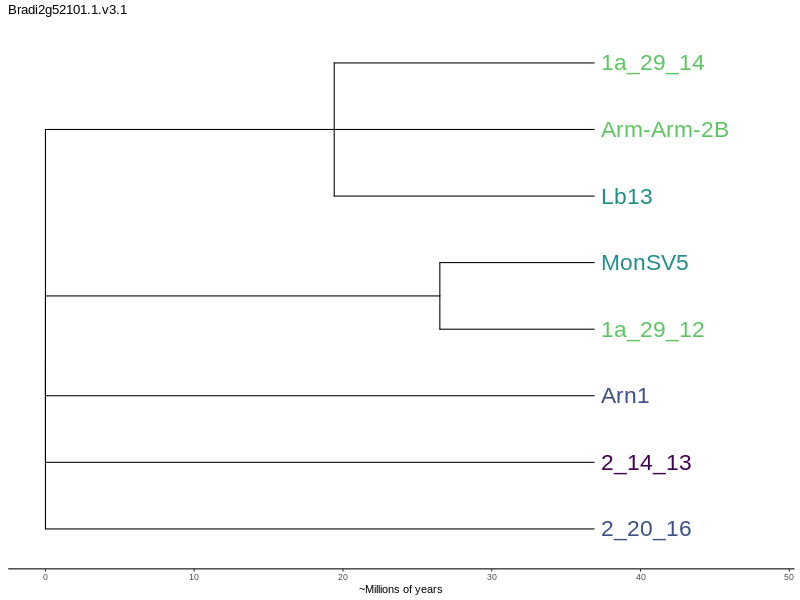 Bradi2g52101.1.v3.1
1a_29_14
Arm-Arm-2B
Lb13
MonSV5
1a_29_12
Arn1
2_14_13
2_20_16
0 10 20 30 40 50
~Millions of years